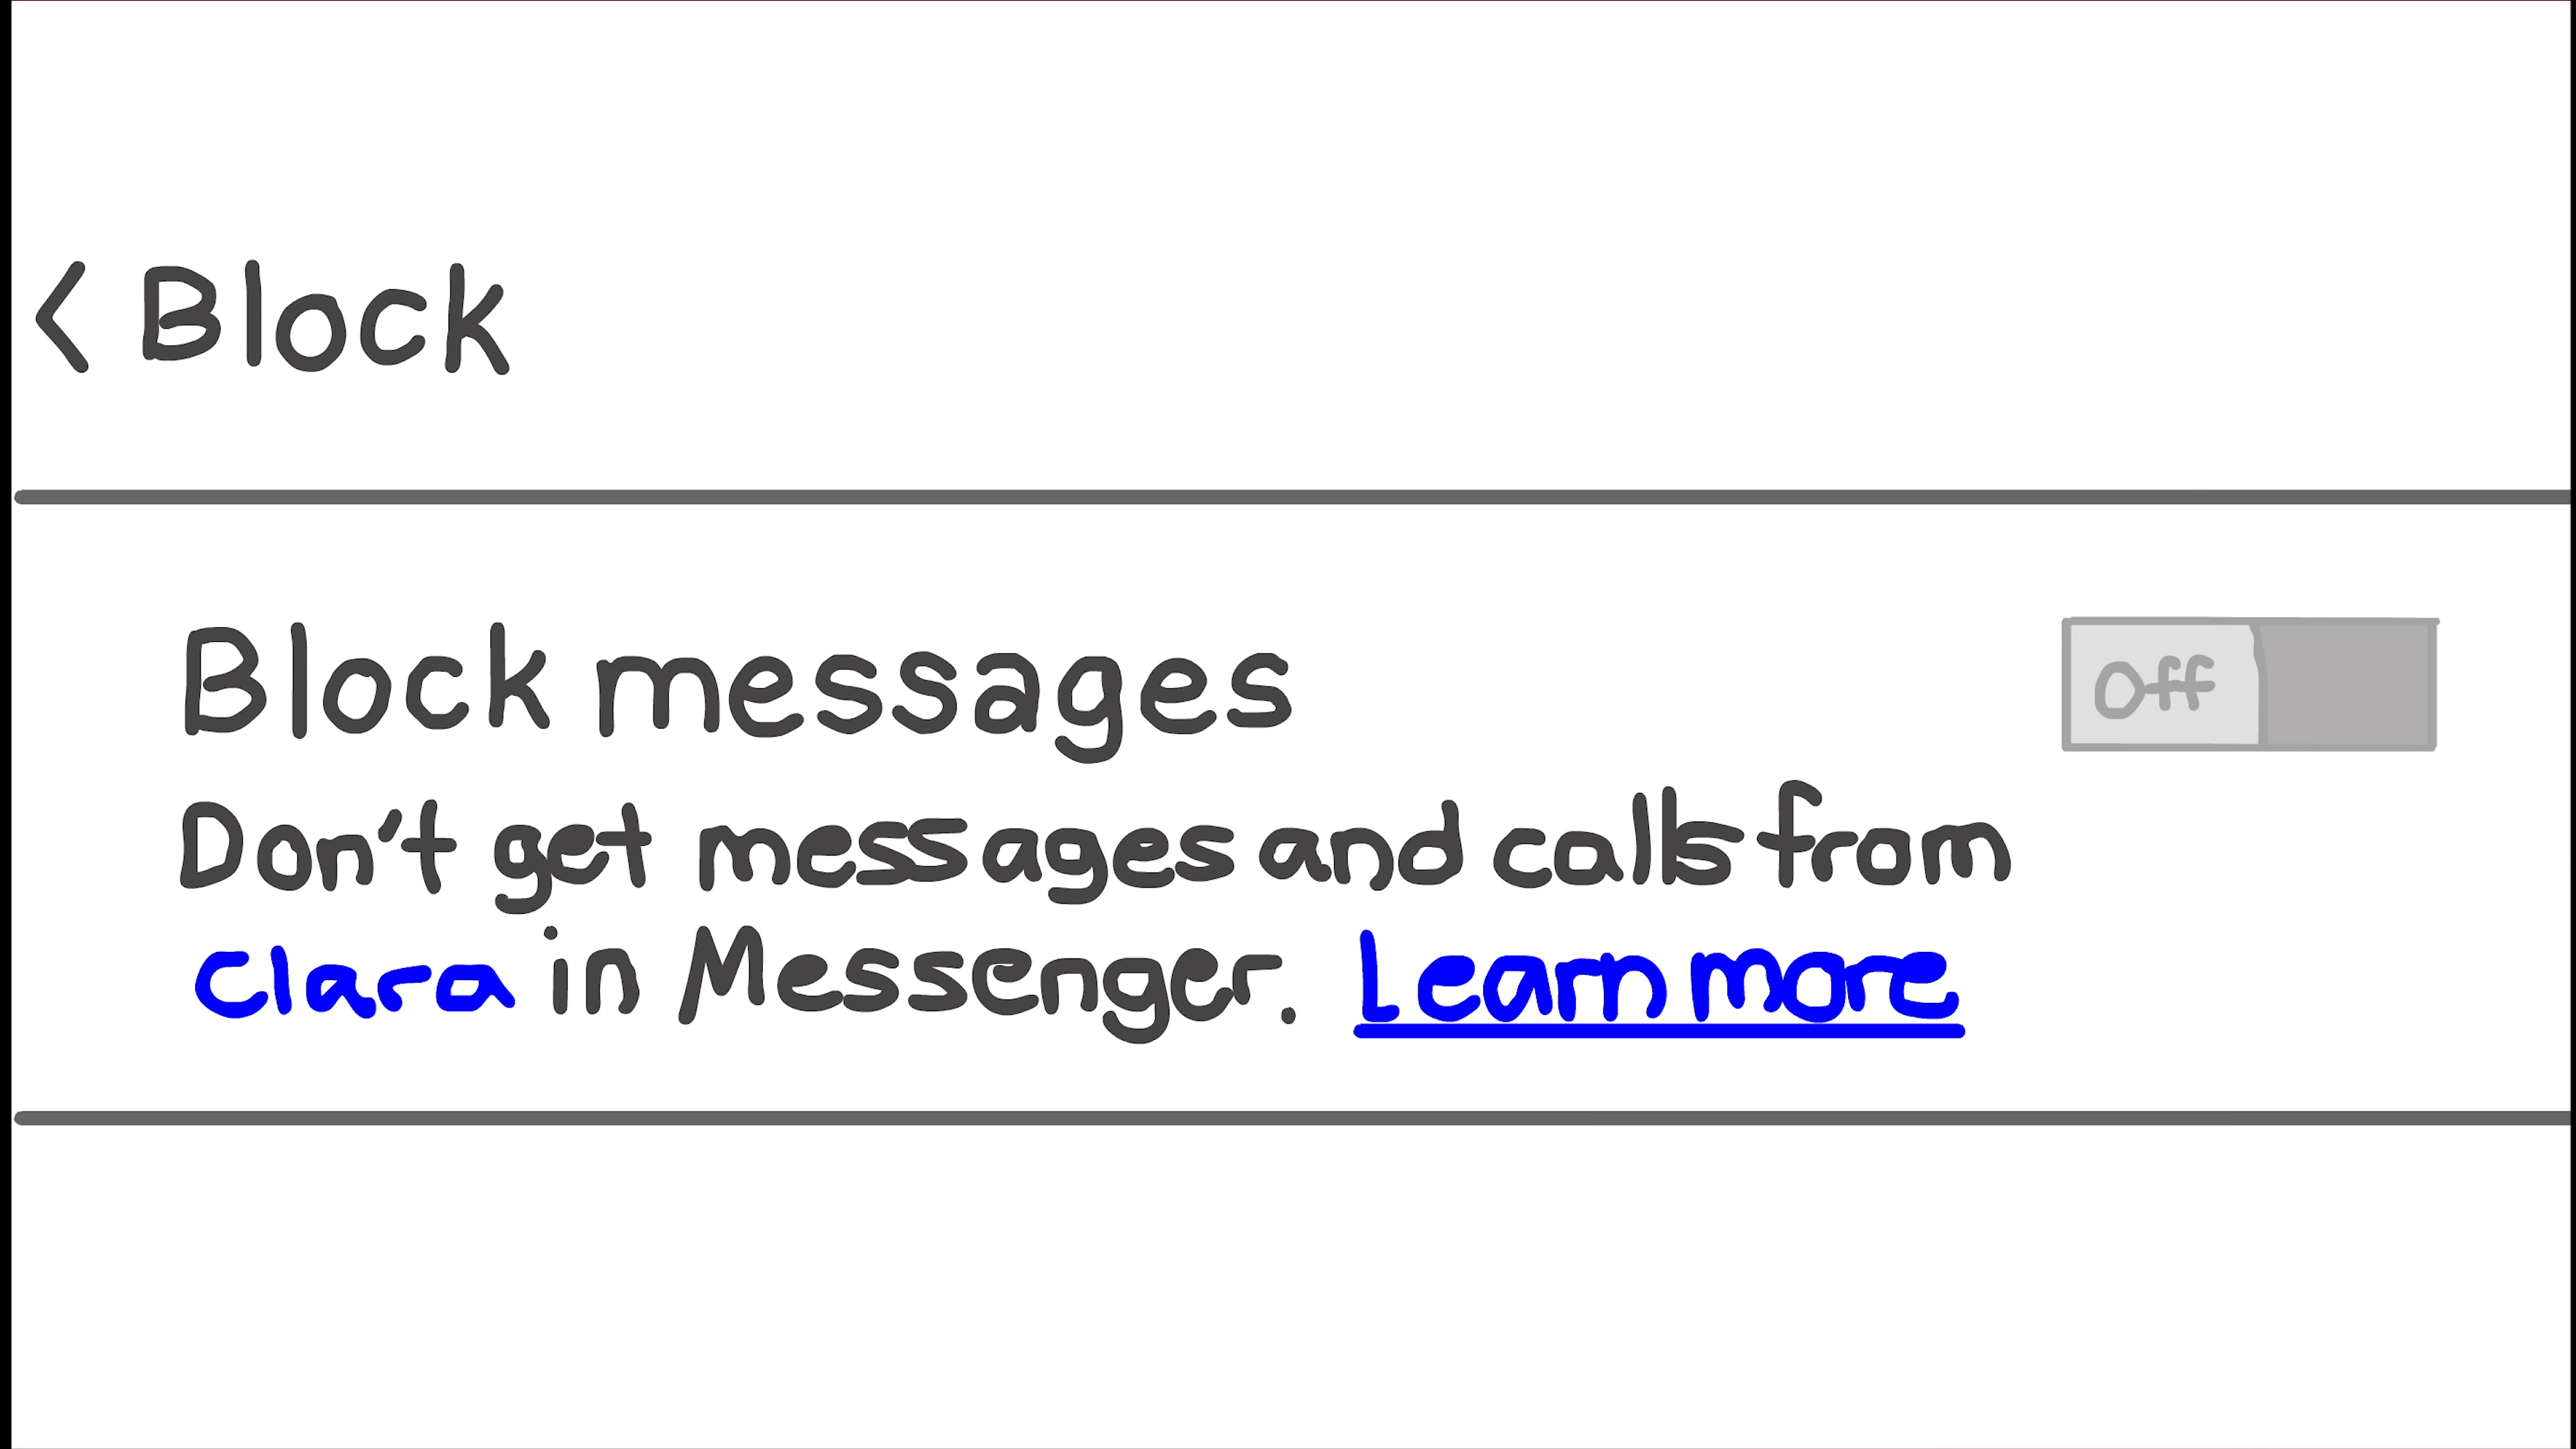 < Block
Block messages
Off
Don't get messages and calls from
Clara in Messenger. Learn more